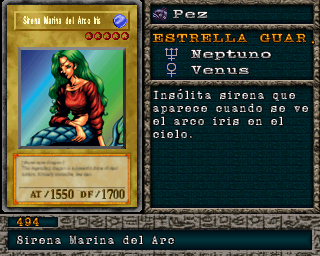 Sirena Marina del Arco Iris
AT/1550 DF/1700
Pez
ESTRELLA GUAR.
Neptuno
Venus
Insólita sirena que
aparece cuando se ve
el arco iris en el
cielo.
494
Sirena Marina del Arc